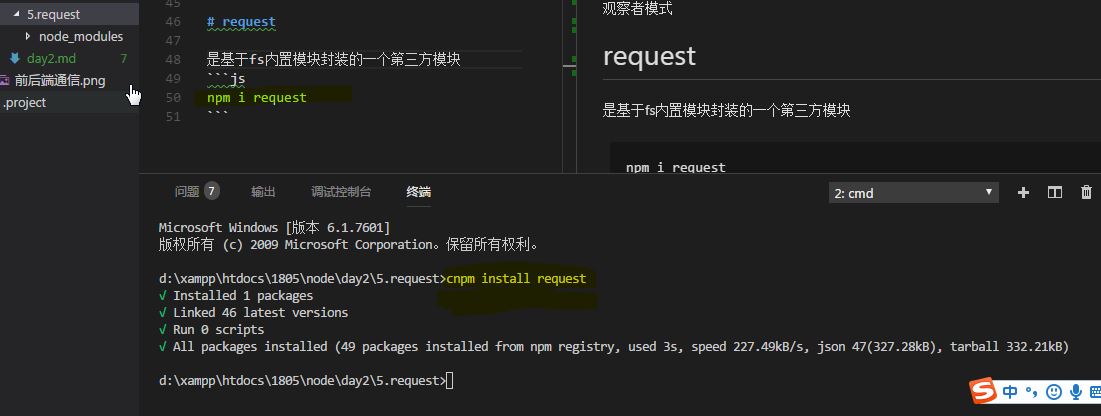 5.request
node_modules
day2.md
7
前后端通信.png
.project
45
46 # request
47
48 是基于fs内置模块封装的一个第三方模块
49 ```js
50 npm i request
51 ```
观察者模式
request
是基于fs内置模块封装的一个第三方模块
npm i request
问题 7 输出 调试控制台 终端 2: cmd
Microsoft Windows [版本 6.1.7601]
版权所有 (c) 2009 Microsoft Corporation。保留所有权利。
d:\xampp\htdocs\1805\node\day2\5.request>cnpm install request
√ Installed 1 packages
√ Linked 46 latest versions
√ Run 0 scripts
√ All packages installed (49 packages installed from npm registry, used 3s, speed 227.49kB/s, json 47(327.28kB), tarball 332.21kB)
d:\xampp\htdocs\1805\node\day2\5.request>
S 中